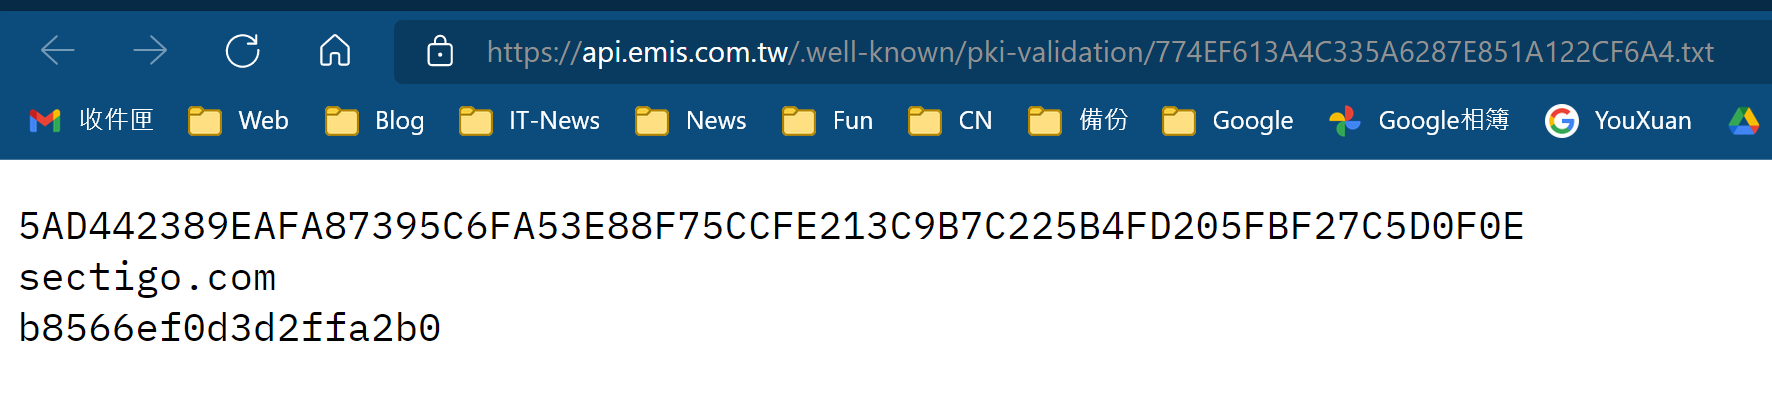 https://api.emis.com.tw/.well-known/pki-validation/774EF613A4C335A6287E851A122CF6A4.txt
收件匣 Web Blog IT-News News Fun CN 備份 Google Google相簿 YouXuan
5AD442389EAFA87395C6FA53E88F75CCFE213C9B7C225B4FD205FBF27C5D0F0E
sectigo.com
b8566ef0d3d2ffa2b0